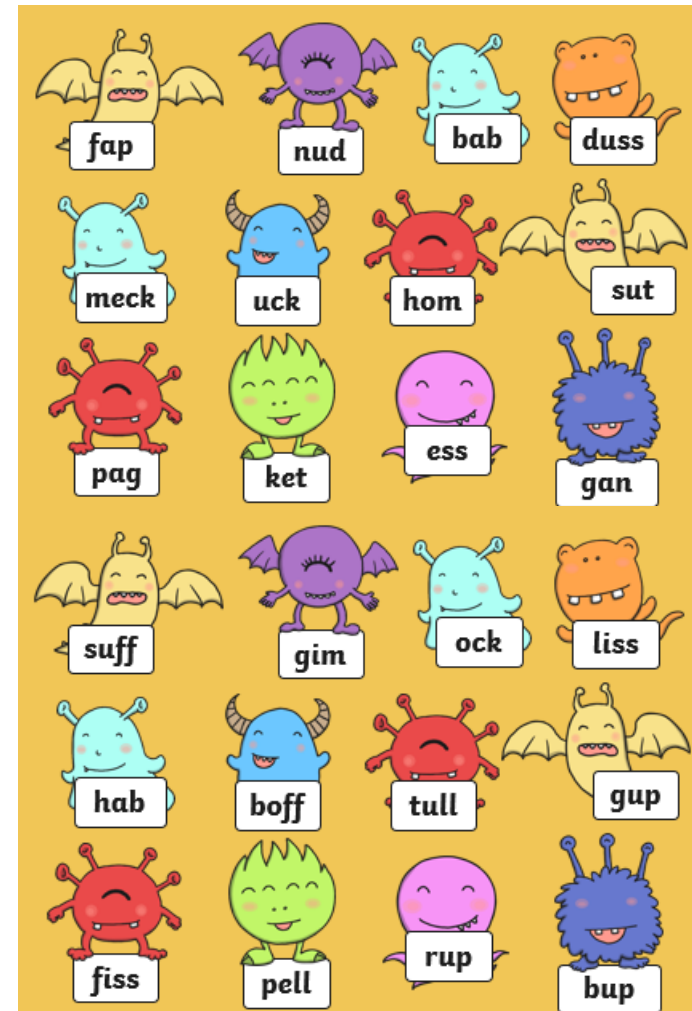 fap
nud
bab
duss
meck
uck
hom
sut
pag
ket
ess
gan
suff
gim
ock
liss
hab
boff
tull
gup
fiss
pell
rup
bup